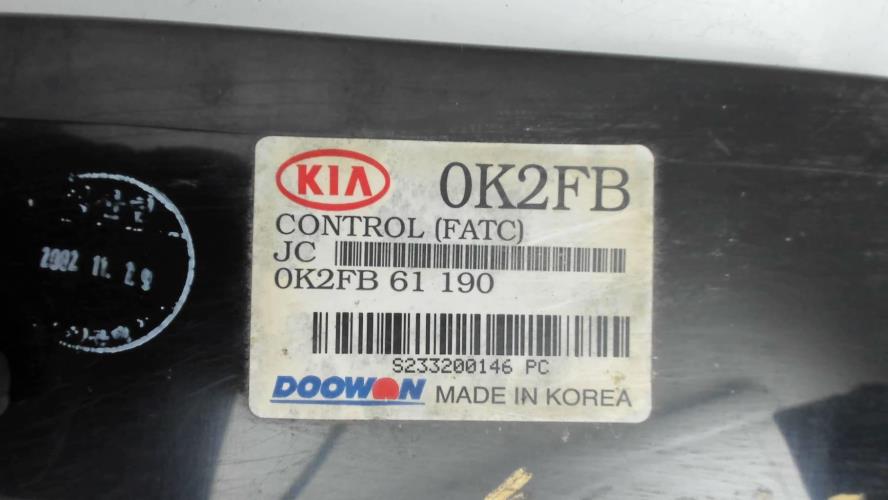 KIA
0K2FB
CONTROL (FATC)
JC
0K2FB 61 190
S233200146 PC
DOOWON
MADE IN KOREA
2002 11. 29